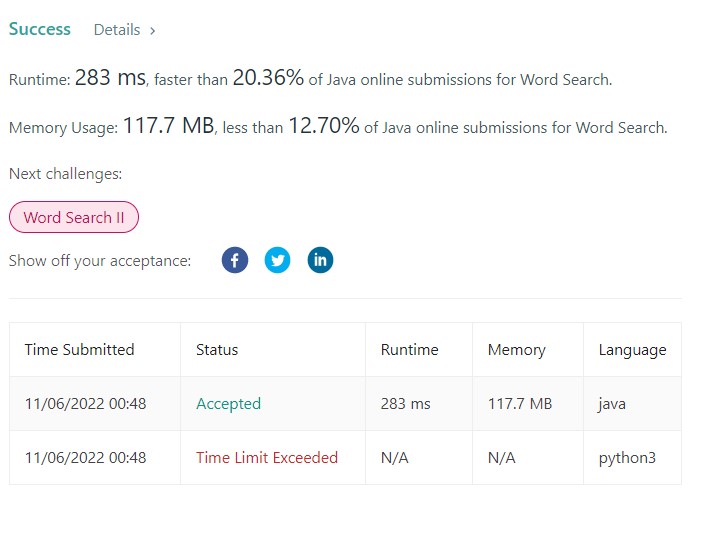 Success Details >
Runtime: 283 ms, faster than 20.36% of Java online submissions for Word Search.
Memory Usage: 117.7 MB, less than 12.70% of Java online submissions for Word Search.
Next challenges:
Word Search II
Show off your acceptance: f in
Time Submitted Status Runtime Memory Language
11/06/2022 00:48 Accepted 283 ms 117.7 MB java
11/06/2022 00:48 Time Limit Exceeded N/A N/A python3